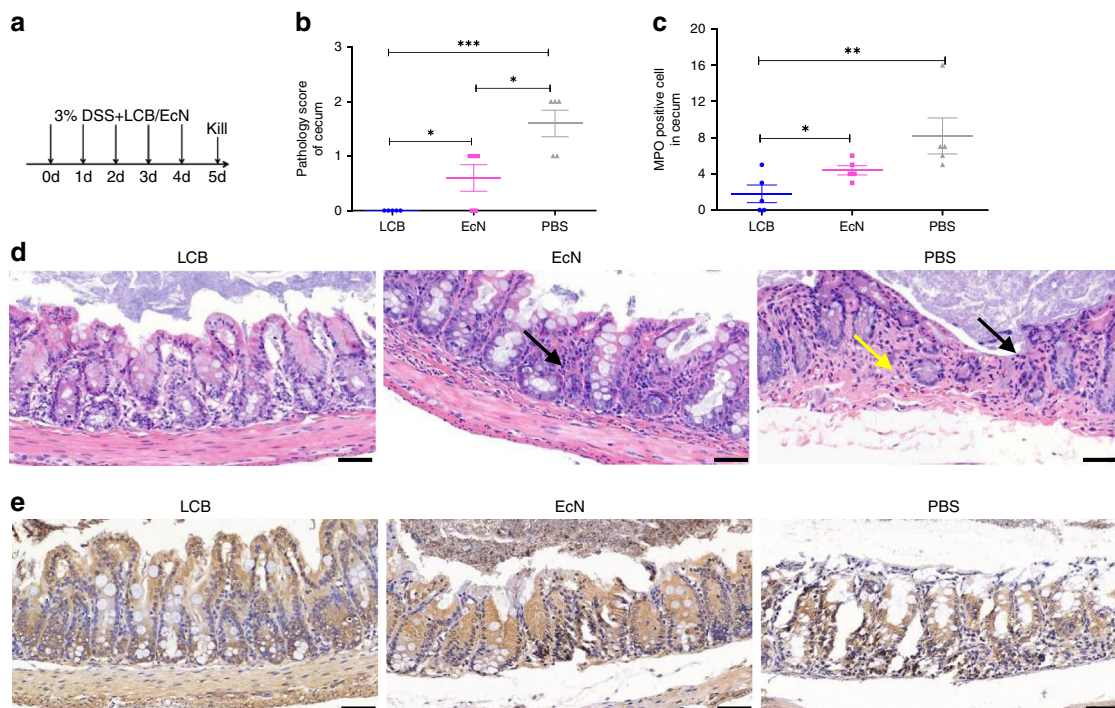 a
3% DSS+LCB/EcN
Kill
0d 1d 2d 3d 4d 5d
b
Pathology score
of cecum
3
2
1
0
***
*
*
LCB EcN PBS
c
MPO positive cell
in cecum
20
16
12
8
4
0
**
*
LCB EcN PBS
d
LCB EcN PBS
e
LCB EcN PBS